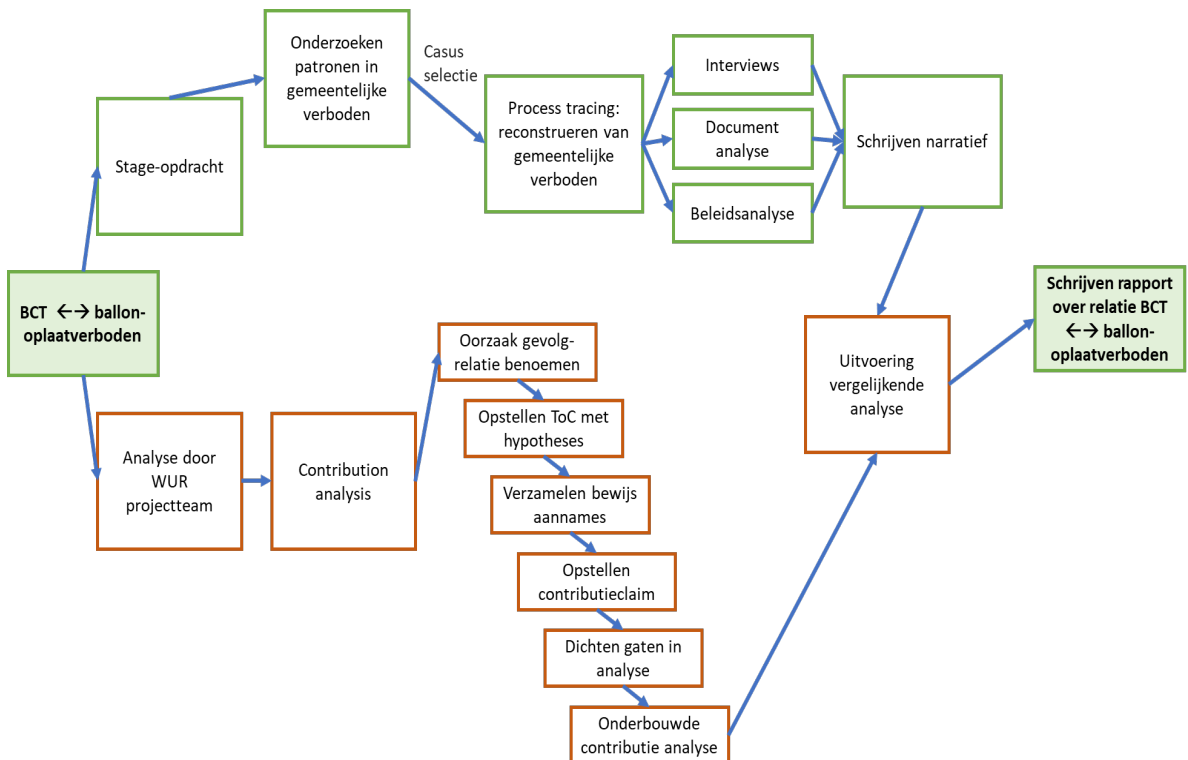 Onderzoeken
patronen in
gemeentelijke
verboden
Casus
selectie
Stage-opdracht
Process tracing:
reconstrueren van
gemeentelijke
verboden
Interviews
Document
analyse
Beleidsanalyse
Schrijven narratief
BCT ←→ ballon-
oplaatverboden
Analyse door
WUR
projectteam
Contribution
analysis
Oorzaak gevolg-
relatie benoemen
Opstellen ToC met
hypotheses
Verzamelen bewijs
aannames
Opstellen
contributieclaim
Dichten gaten in
analyse
Onderbouwde
contributie analyse
Uitvoering
vergelijkende
analyse
Schrijven rapport
over relatie BCT
←→ ballon-
oplaatverboden